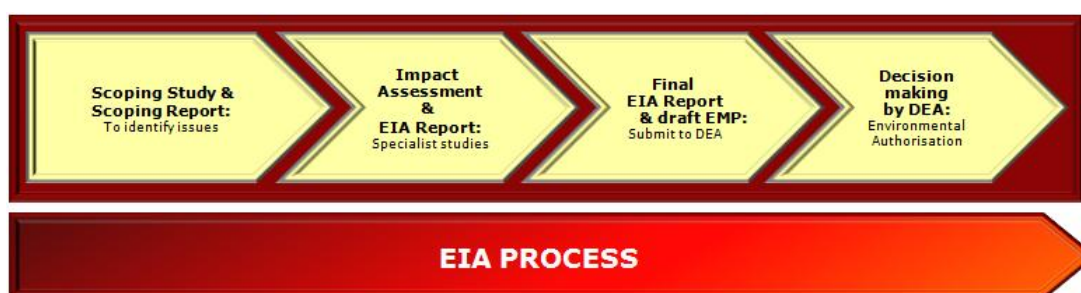 Scoping Study &
Scoping Report:
To identify issues
Impact
Assessment
&
EIA Report:
Specialist studies
Final
EIA Report
& draft EMP:
Submit to DEA
Decision
making
by DEA:
Environmental
Authorisation
EIA PROCESS